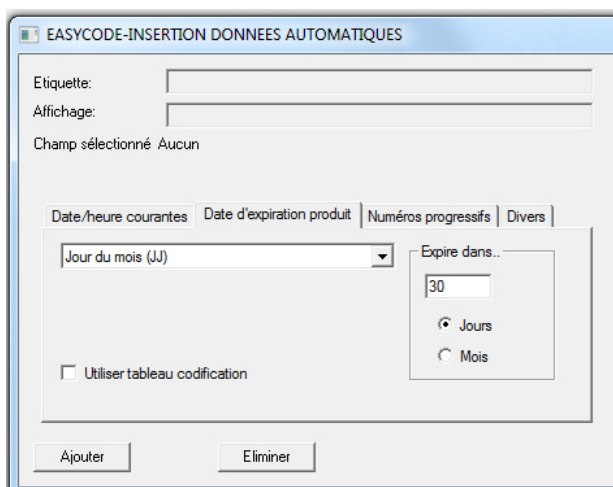 EASYCODE-INSERTION DONNEES AUTOMATIQUES
Etiquette:
Affichage:
Champ sélectionné Aucun
Date/heure courantes Date d'expiration produit Numéros progressifs Divers
Jour du mois (JJ)
Expire dans..
30
Jours
Mois
Utiliser tableau codification
Ajouter Eliminer